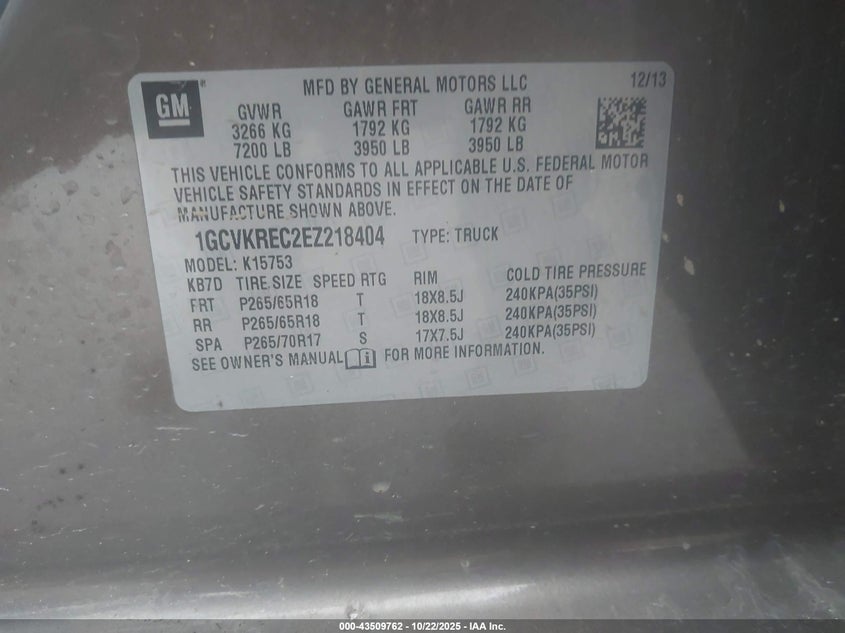 GM
MFD BY GENERAL MOTORS LLC 12/13
GVWR GAWR FRT GAWR RR
3266 KG 1792 KG 1792 KG
7200 LB 3950 LB 3950 LB
THIS VEHICLE CONFORMS TO ALL APPLICABLE U.S. FEDERAL MOTOR
VEHICLE SAFETY STANDARDS IN EFFECT ON THE DATE OF
MANUFACTURE SHOWN ABOVE.
1GCVKREC2EZ218404 TYPE: TRUCK
MODEL: K15753
KB7D TIRE SIZE SPEED RTG RIM COLD TIRE PRESSURE
FRT P265/65R18 T 18X8.5J 240KPA(35PSI)
RR P265/65R18 T 18X8.5J 240KPA(35PSI)
SPA P265/70R17 S 17X7.5J 240KPA(35PSI)
SEE OWNER'S MANUAL FOR MORE INFORMATION.
000-43509762 - 10/22/2025 - IAA Inc.